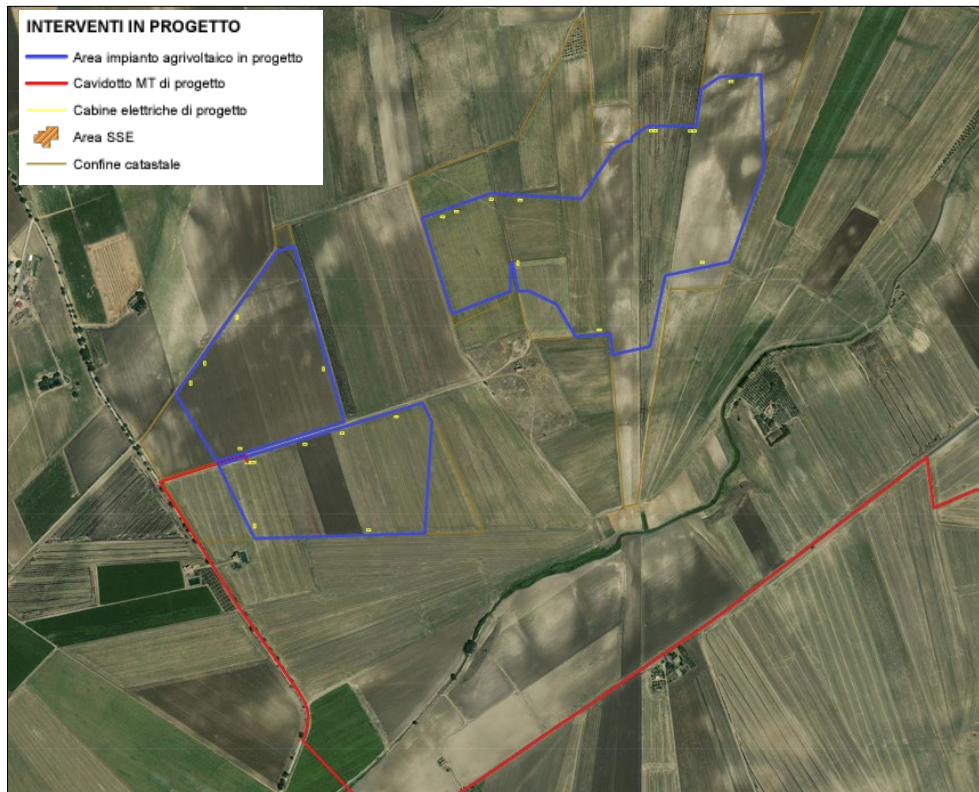 INTERVENTI IN PROGETTO
Area impianto agrivoltaico in progetto
Cavidotto MT di progetto
Cabine elettriche di progetto
Area SSE
Confine catastale